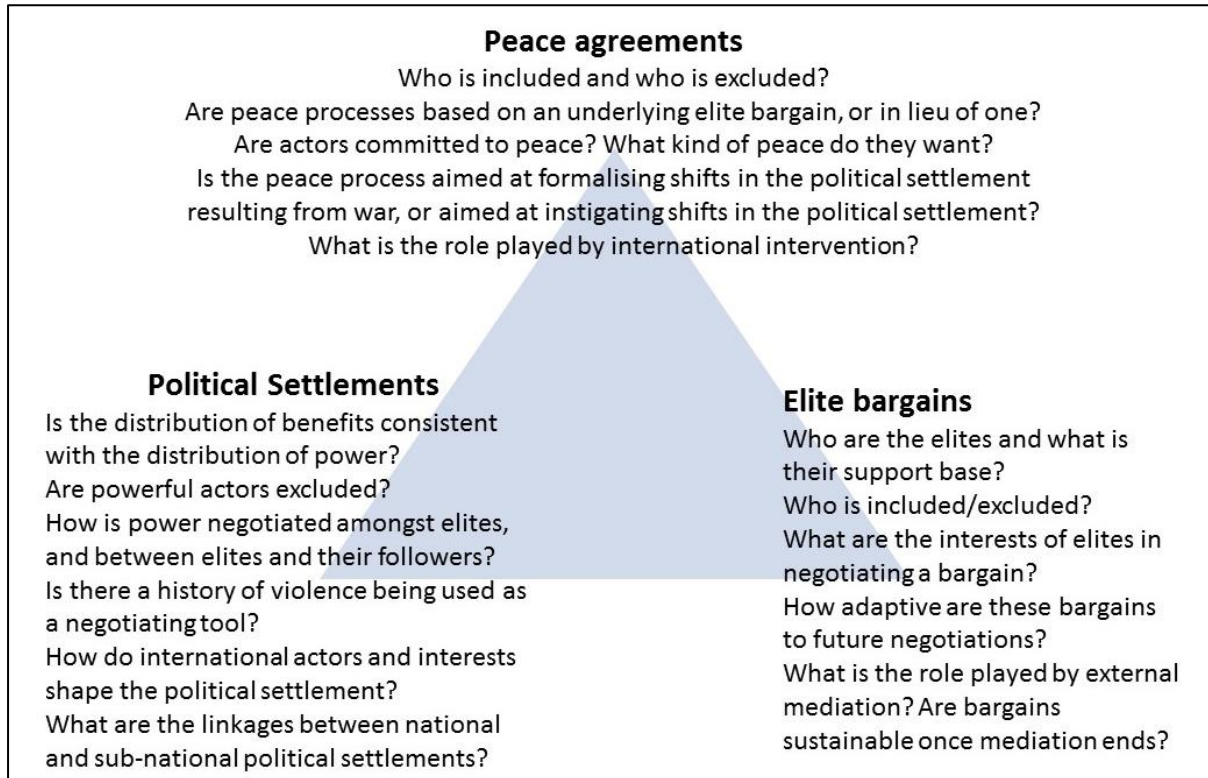 Peace agreements
Who is included and who is excluded?
Are peace processes based on an underlying elite bargain, or in lieu of one?
Are actors committed to peace? What kind of peace do they want?
Is the peace process aimed at formalising shifts in the political settlement
resulting from war, or aimed at instigating shifts in the political settlement?
What is the role played by international intervention?
Political Settlements
Is the distribution of benefits consistent
with the distribution of power?
Are powerful actors excluded?
How is power negotiated amongst elites,
and between elites and their followers?
Is there a history of violence being used as
a negotiating tool?
How do international actors and interests
shape the political settlement?
What are the linkages between national
and sub-national political settlements?
Elite bargains
Who are the elites and what is
their support base?
Who is included/excluded?
What are the interests of elites in
negotiating a bargain?
How adaptive are these bargains
to future negotiations?
What is the role played by external
mediation? Are bargains
sustainable once mediation ends?